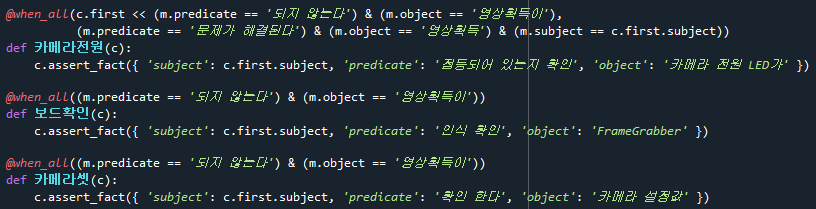 @when_all(c.first << (m.predicate == '되지 않는다') & (m.object == '영상획득이'),
(m.predicate == '문제가 해결된다') & (m.object == '영상획득') & (m.subject == c.first.subject))
def 카메라전원(c):
c.assert_fact({ 'subject': c.first.subject, 'predicate': '점등되어 있는지 확인', 'object': '카메라 전원 LED가' })
@when_all((m.predicate == '되지 않는다') & (m.object == '영상획득이'))
def 보드확인(c):
c.assert_fact({ 'subject': c.first.subject, 'predicate': '인식 확인', 'object': 'FrameGrabber' })
@when_all((m.predicate == '되지 않는다') & (m.object == '영상획득이'))
def 카메라셋(c):
c.assert_fact({ 'subject': c.first.subject, 'predicate': '확인 한다', 'object': '카메라 설정값' })